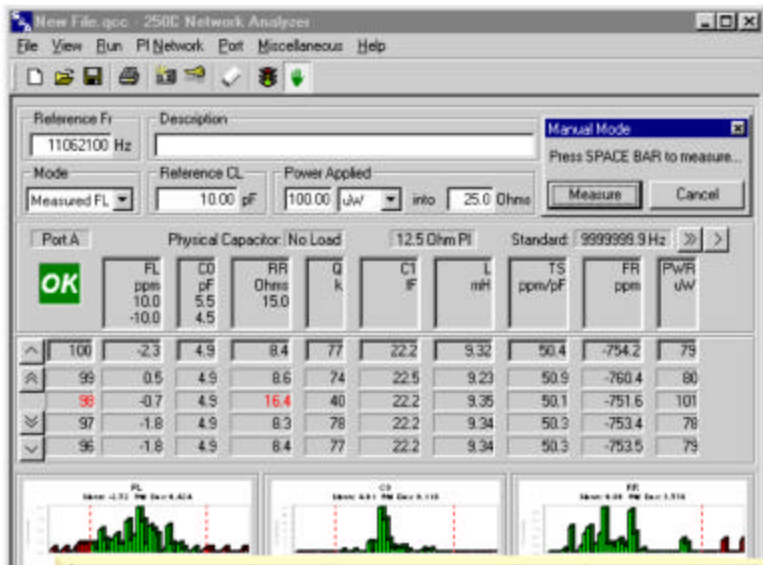 New File.qcc - 250C Network Analyzer
File View Run PI Network Port Miscellaneous Help
Reference Fr
11062100 Hz
Description
Manual Mode
Press SPACE BAR to measure...
Measure Cancel
Mode
Measured FL
Reference CL
10.00 pF
Power Applied
100.00 uW into 25.0 Ohms
Port A Physical Capacitor: No Load 12.5 Ohm PI Standard: 9999999.9 Hz
OK
FL ppm 10.0 -10.0
C0 pF 5.5 4.5
RR Ohms 15.0
Q k
C1 fF
L mH
TS ppm/pF
FR ppm
PWR uW
100 -2.3 4.9 8.4 77 22.2 9.32 50.4 -754.2 79
99 0.5 4.9 8.6 74 22.5 9.23 50.9 -760.4 80
98 -0.7 4.9 16.4 40 22.2 9.35 50.1 -751.6 101
97 -1.8 4.9 8.3 78 22.2 9.34 50.3 -753.4 78
96 -1.8 4.9 8.4 77 22.2 9.34 50.3 -753.5 79
FL
C0
RR